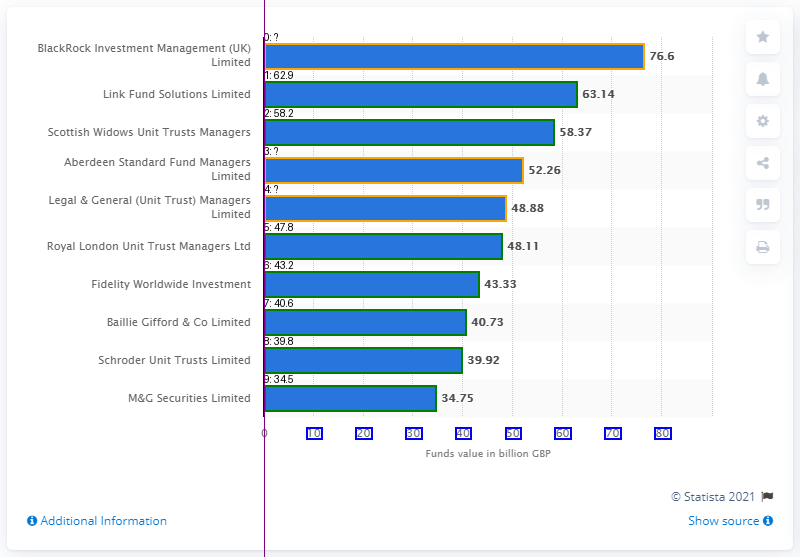 0: ?
BlackRock Investment Management (UK)
Limited
76.6
1: 62.9
Link Fund Solutions Limited
63.14
2: 58.2
Scottish Widows Unit Trusts Managers
58.37
3: ?
Aberdeen Standard Fund Managers
Limited
52.26
4: ?
Legal & General (Unit Trust) Managers
Limited
48.88
5: 47.8
Royal London Unit Trust Managers Ltd
48.11
6: 43.2
Fidelity Worldwide Investment
43.33
7: 40.6
Baillie Gifford & Co Limited
40.73
8: 39.8
Schroder Unit Trusts Limited
39.92
9: 34.5
M&G Securities Limited
34.75
0 10 20 30 40 50 60 70 80
Funds value in billion GBP
© Statista 2021
Additional Information
Show source